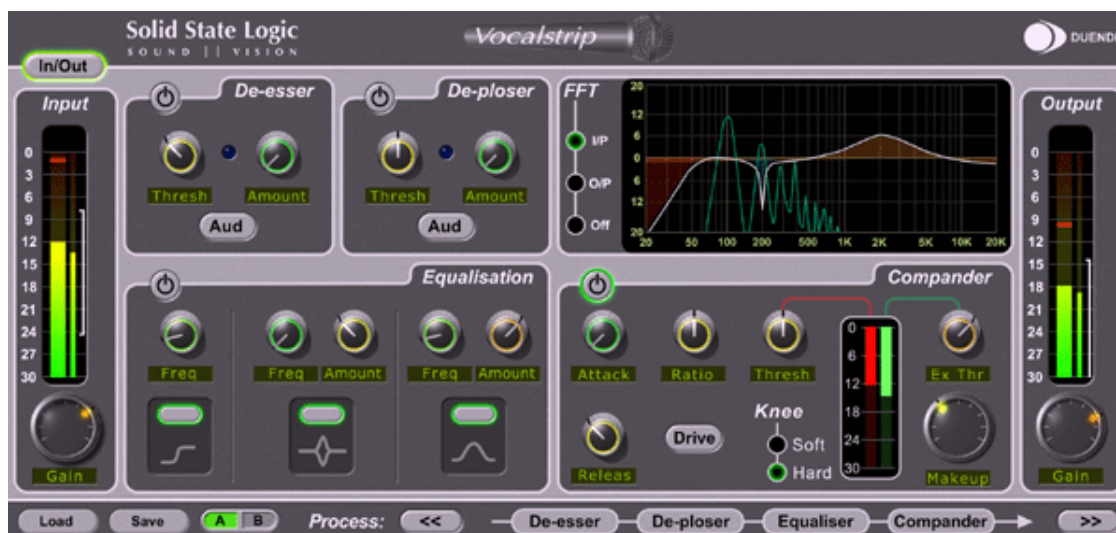 Solid State Logic
SOUND || VISION
Vocalstrip
DUEND
In/Out
Input
0
3
6
9
12
15
18
21
24
27
30
Gain
De-esser
Thresh
Amount
Aud
De-ploser
Thresh
Amount
Aud
FFT
I/P
O/P
Off
20
12
6
0
6
12
20
20 50 100 200 500 1K 2K 5K 10K 20K
Output
0
3
6
9
12
15
18
21
24
27
30
Gain
Equalisation
Freq
Freq Amount
Freq Amount
Compander
Attack
Ratio
Thresh
0
6
12
18
24
30
Ex Thr
Releas
Drive
Knee
Soft
Hard
Makeup
Load Save A B Process: << De-esser De-ploser Equaliser Compander >>